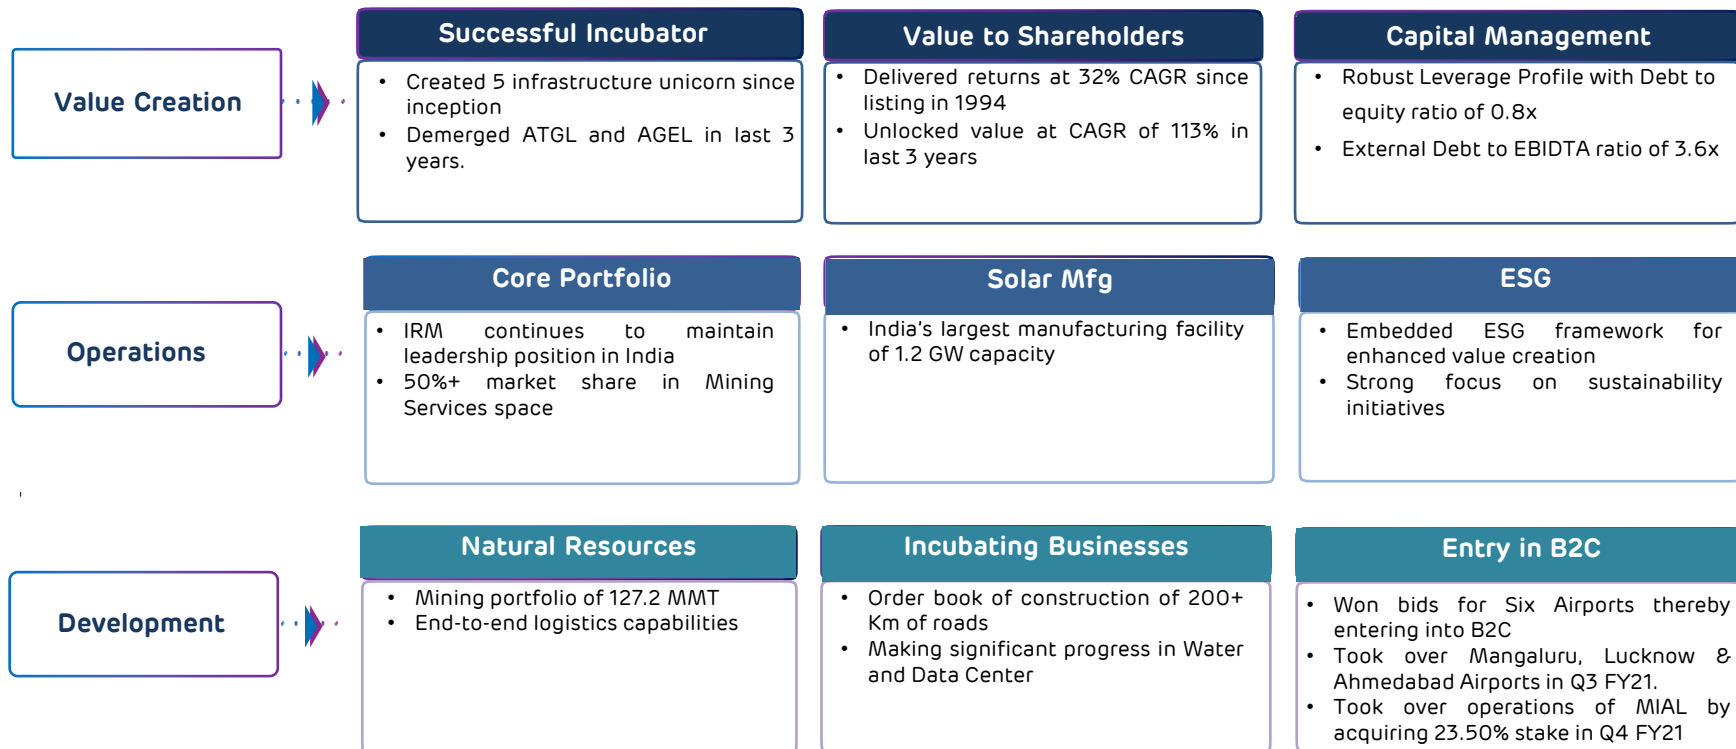 Value Creation
Successful Incubator
• Created 5 infrastructure unicorn since
inception
• Demerged ATGL and AGEL in last 3
years.
Value to Shareholders
• Delivered returns at 32% CAGR since
listing in 1994
• Unlocked value at CAGR of 113% in
last 3 years
Capital Management
• Robust Leverage Profile with Debt to
equity ratio of 0.8x
• External Debt to EBIDTA ratio of 3.6x
Operations
Core Portfolio
• IRM continues to maintain
leadership position in India
• 50%+ market share in Mining
Services space
Solar Mfg
• India's largest manufacturing facility
of 1.2 GW capacity
ESG
• Embedded ESG framework for
enhanced value creation
• Strong focus on sustainability
initiatives
Development
Natural Resources
• Mining portfolio of 127.2 MMT
• End-to-end logistics capabilities
Incubating Businesses
• Order book of construction of 200+
Km of roads
• Making significant progress in Water
and Data Center
Entry in B2C
• Won bids for Six Airports thereby
entering into B2C
• Took over Mangaluru, Lucknow &
Ahmedabad Airports in Q3 FY21.
• Took over operations of MIAL by
acquiring 23.50% stake in Q4 FY21